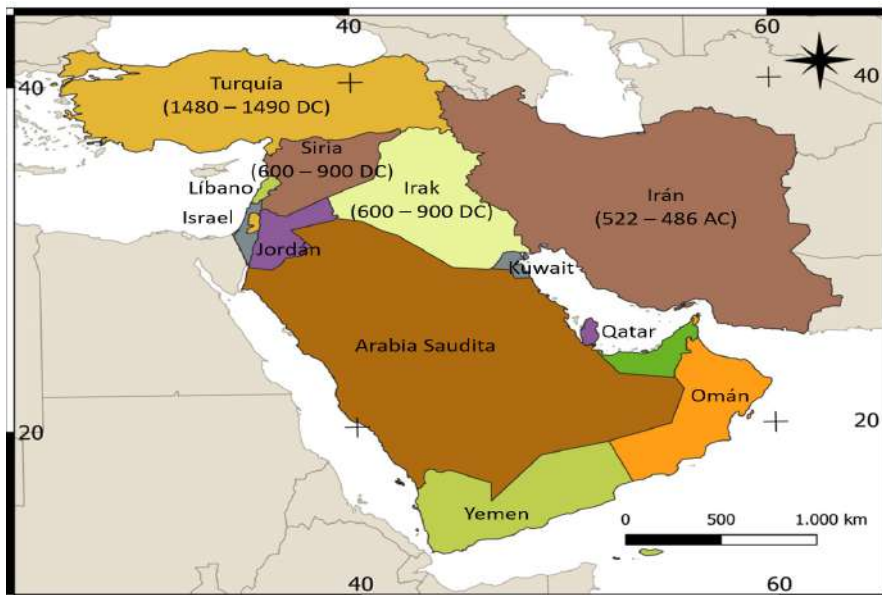 40
60
40
40
Turquía
(1480 – 1490 DC)
Siria
(600 – 900 DC)
Líbano
Irak
(600 – 900 DC)
Irán
(522 – 486 AC)
Israel
Jordán
Kuwait
Arabia Saudita
Qatar
Omán
20
20
Yemen
0
500
1.000 km
40
60